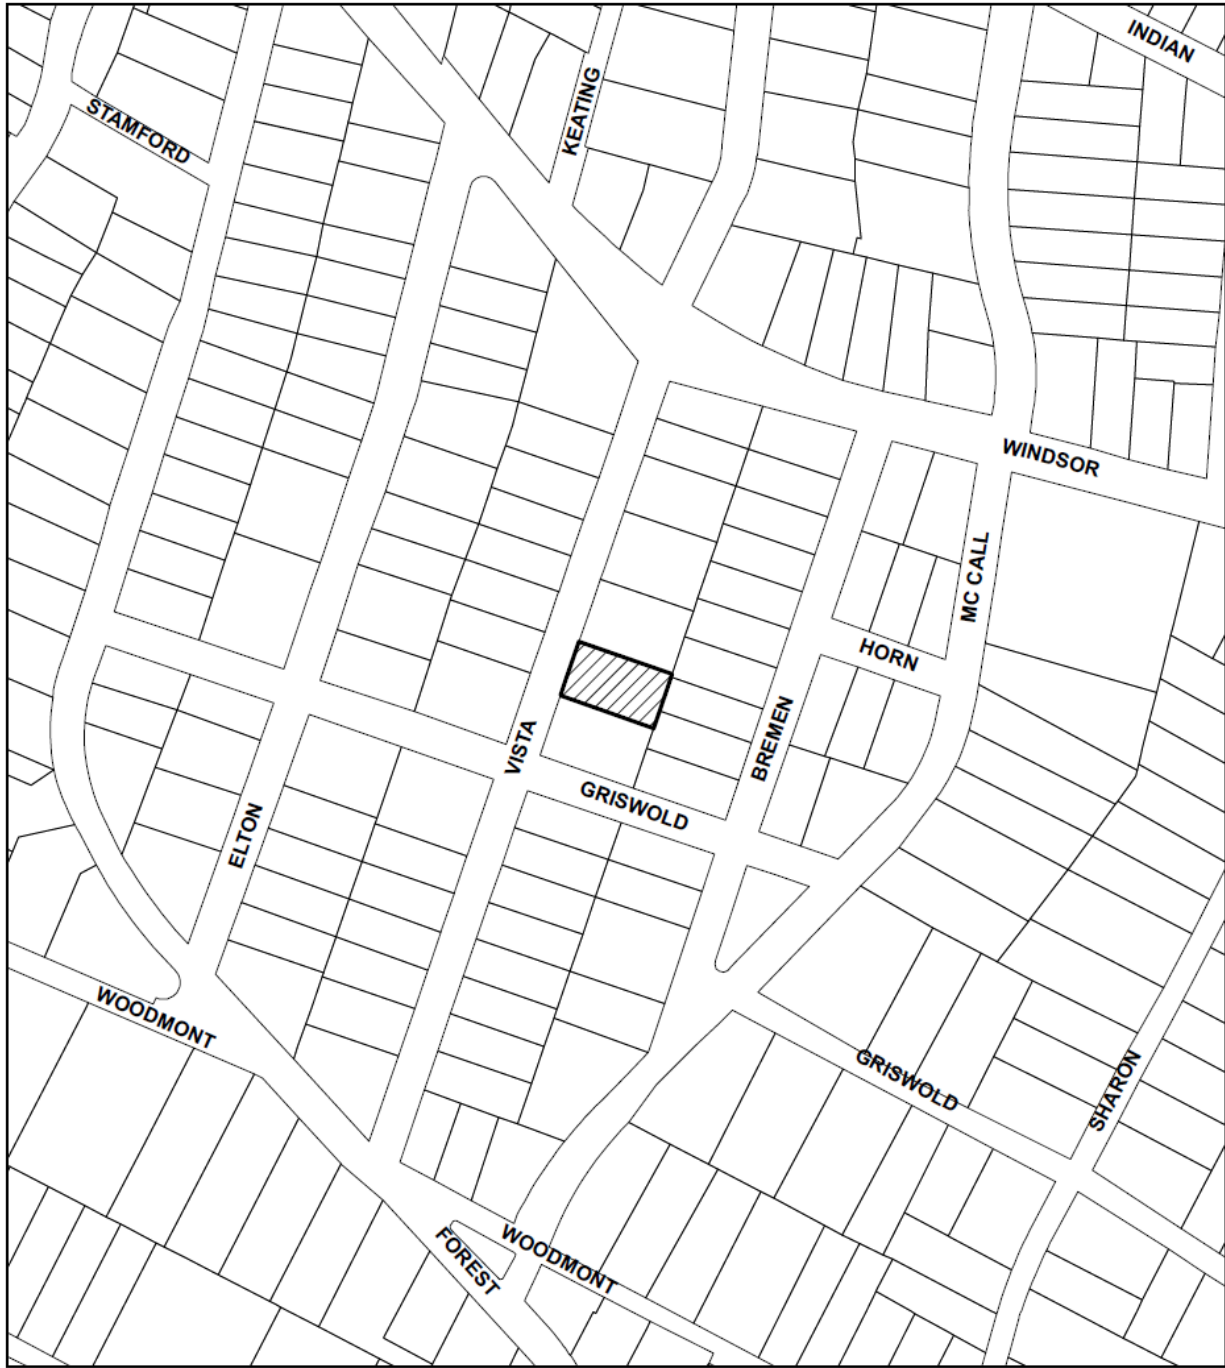 INDIAN
KEATING
STAMFORD
WINDSOR
MC CALL
HORN
BREMEN
VISTA
GRISWOLD
ELTON
WOODMONT
GRISWOLD
SHARON
WOODMONT
FOREST